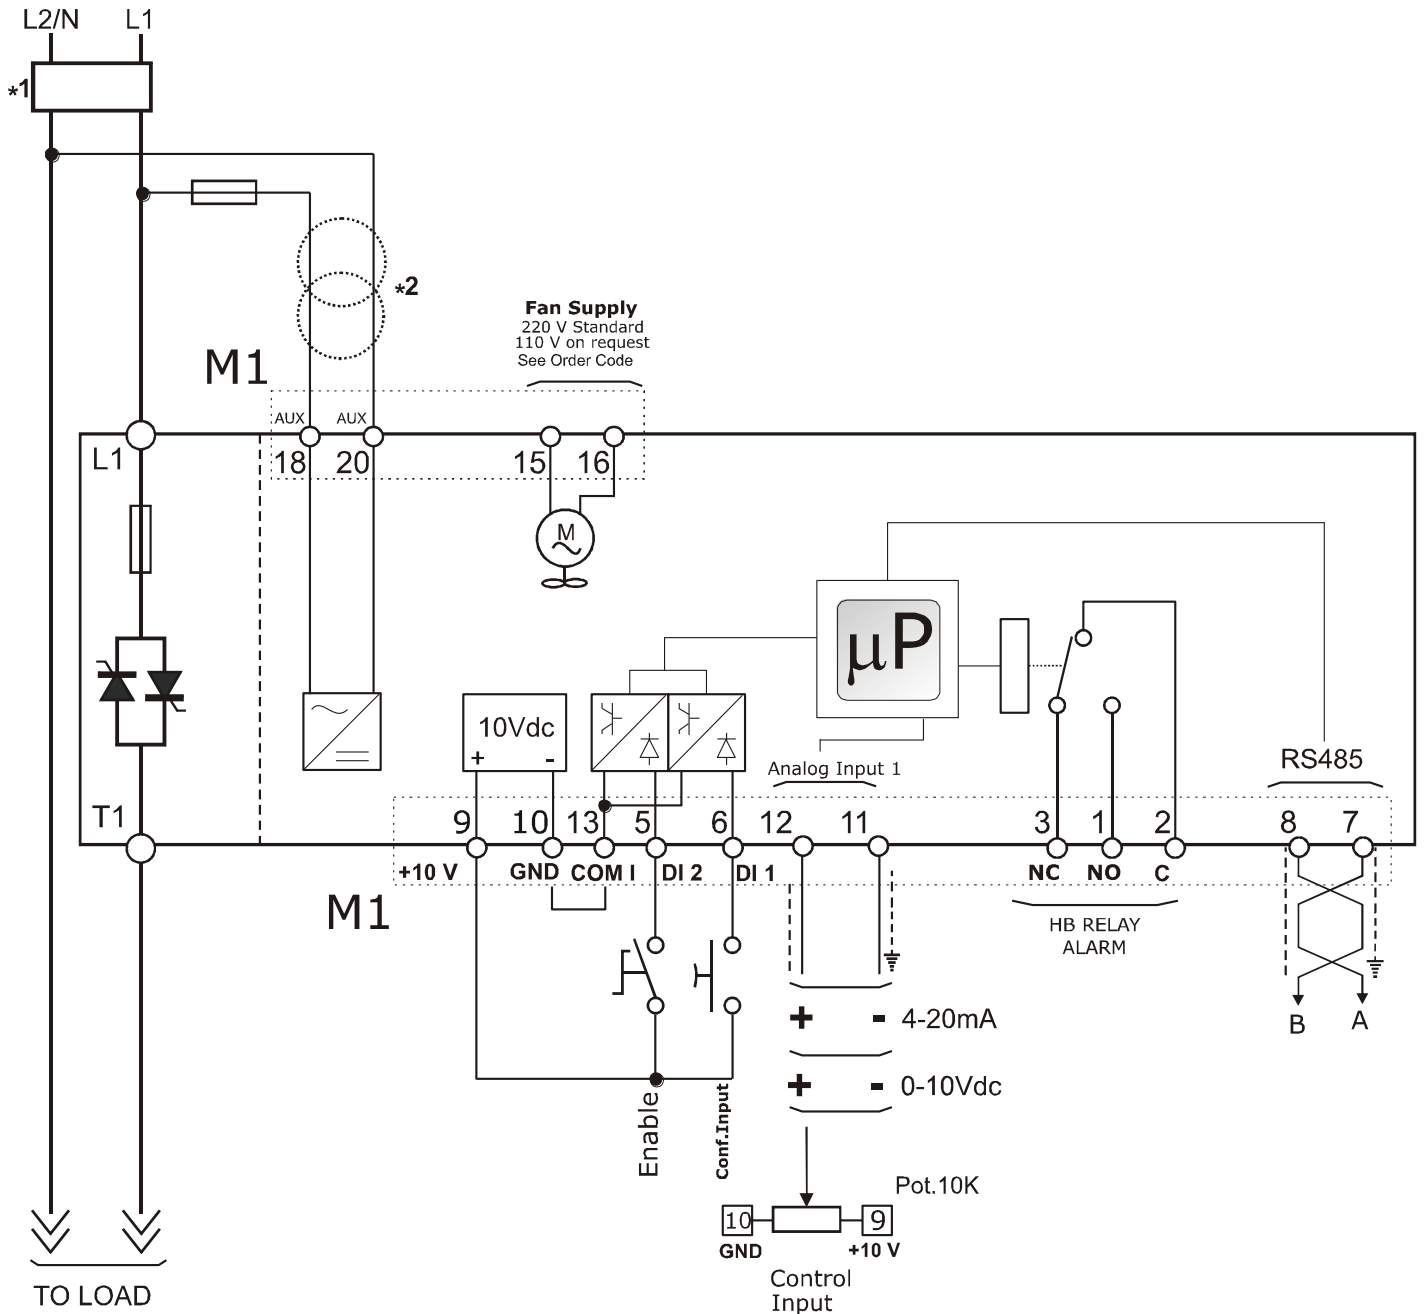 L2/N L1
*1
*2
Fan Supply
220 V Standard
110 V on request
See Order Code
M1
AUX AUX
L1 18 20 15 16
M
µP
10Vdc
+ -
Analog Input 1
RS485
T1 9 10 13 5 6 12 11 3 1 2 8 7
+10 V GND COM I DI 2 DI 1 NC NO C
M1
HB RELAY
ALARM
+ - 4-20mA
B A
+ - 0-10Vdc
Enable
Conf.Input
Pot.10K
10 9
GND +10 V
Control
Input
TO LOAD